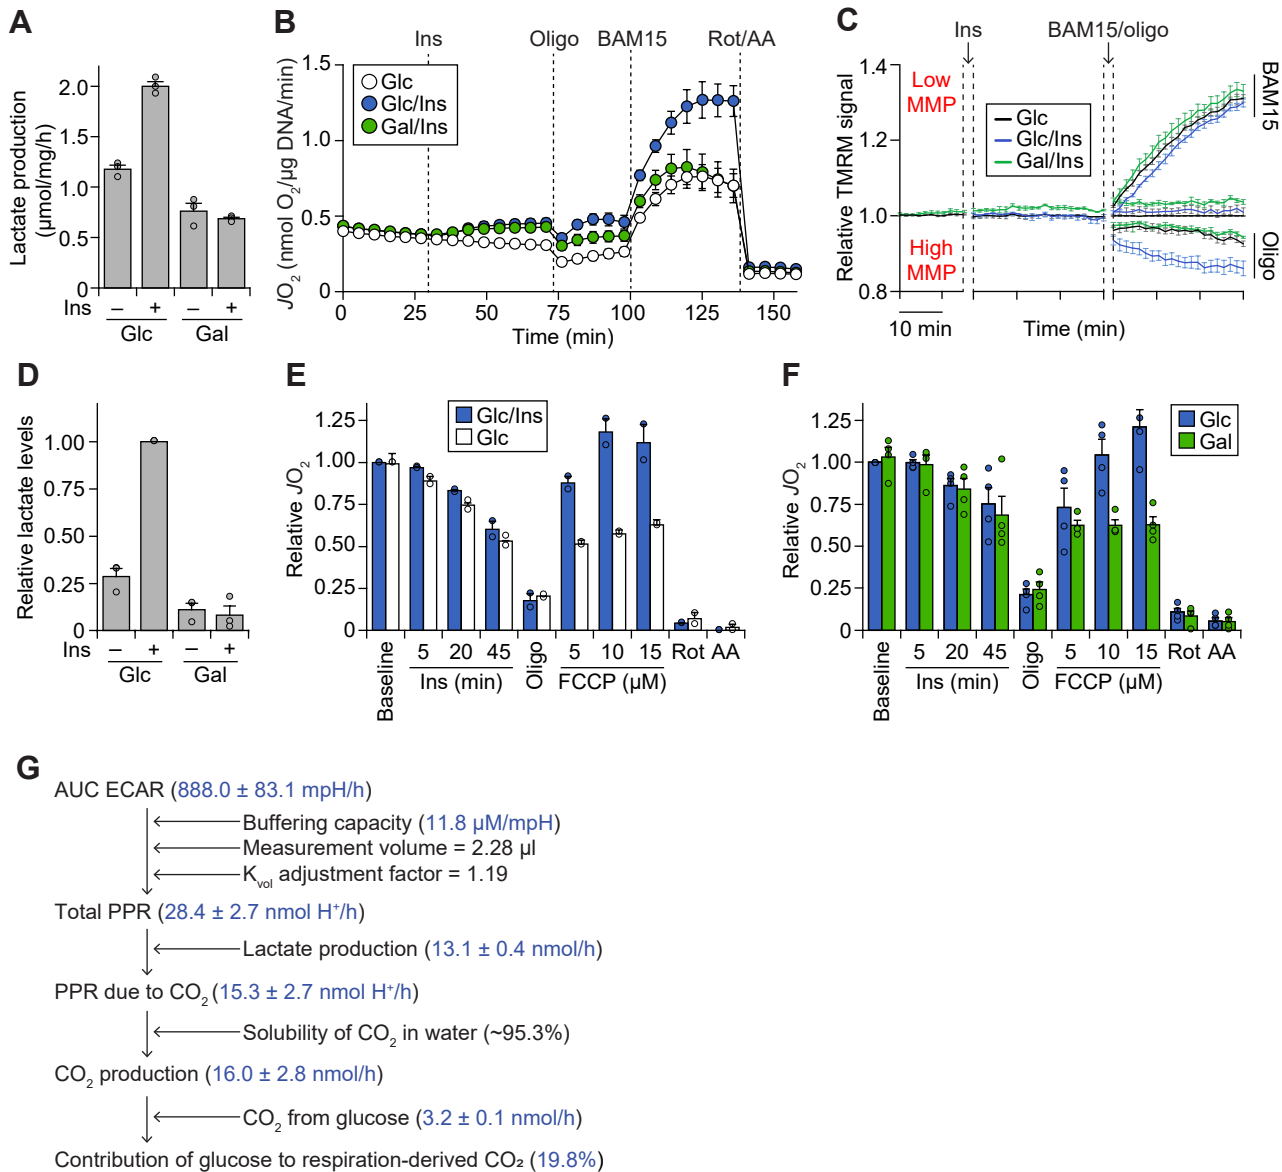 A
Lactate production
(µmol/mg/h)
2.0
1.5
1.0
0.5
0
Ins
–
+
–
+
Glc
Gal
B
Ins
Oligo
BAM15
Rot/AA
JO2 (nmol O2/µg DNA/min)
1.5
1.0
0.5
0
Glc
Glc/Ins
Gal/Ins
0
25
50
75
100
125
150
Time (min)
C
Ins
BAM15/oligo
Relative TMRM signal
1.4
1.2
1.0
0.8
Low
MMP
High
MMP
Glc
Glc/Ins
Gal/Ins
BAM15
Oligo
10 min
Time (min)
D
Relative lactate levels
1.00
0.75
0.50
0.25
0
Ins
–
+
–
+
Glc
Gal
E
Relative JO2
1.25
1.00
0.75
0.50
0.25
0
Glc/Ins
Glc
Baseline
5
20
45
Ins (min)
Oligo
5
10
15
FCCP (µM)
Rot
AA
F
Relative JO2
1.25
1.00
0.75
0.50
0.25
0
Glc
Gal
Baseline
5
20
45
Ins (min)
Oligo
5
10
15
FCCP (µM)
Rot
AA
G
AUC ECAR (888.0 ± 83.1 mpH/h)
Buffering capacity (11.8 µM/mpH)
Measurement volume = 2.28 µl
Kvol adjustment factor = 1.19
Total PPR (28.4 ± 2.7 nmol H+/h)
Lactate production (13.1 ± 0.4 nmol/h)
PPR due to CO2 (15.3 ± 2.7 nmol H+/h)
Solubility of CO2 in water (~95.3%)
CO2 production (16.0 ± 2.8 nmol/h)
CO2 from glucose (3.2 ± 0.1 nmol/h)
Contribution of glucose to respiration-derived CO₂ (19.8%)